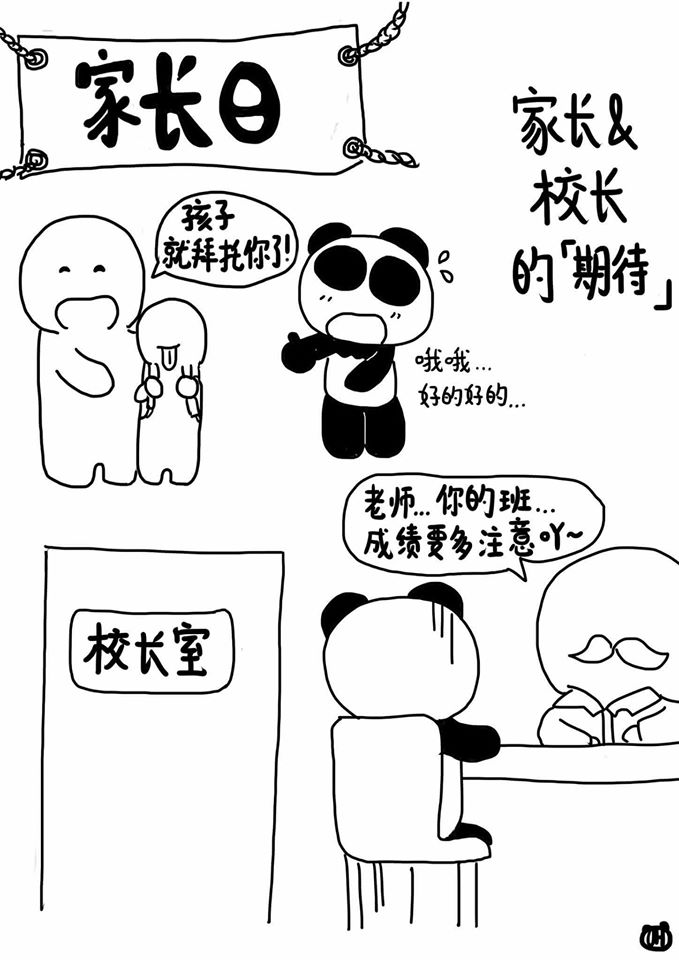 家长日
家长&
校长
的「期待」
孩子
就拜托你了!
哦哦...
好的好的...
老师...你的班...
成绩要多注意吖~
校长室